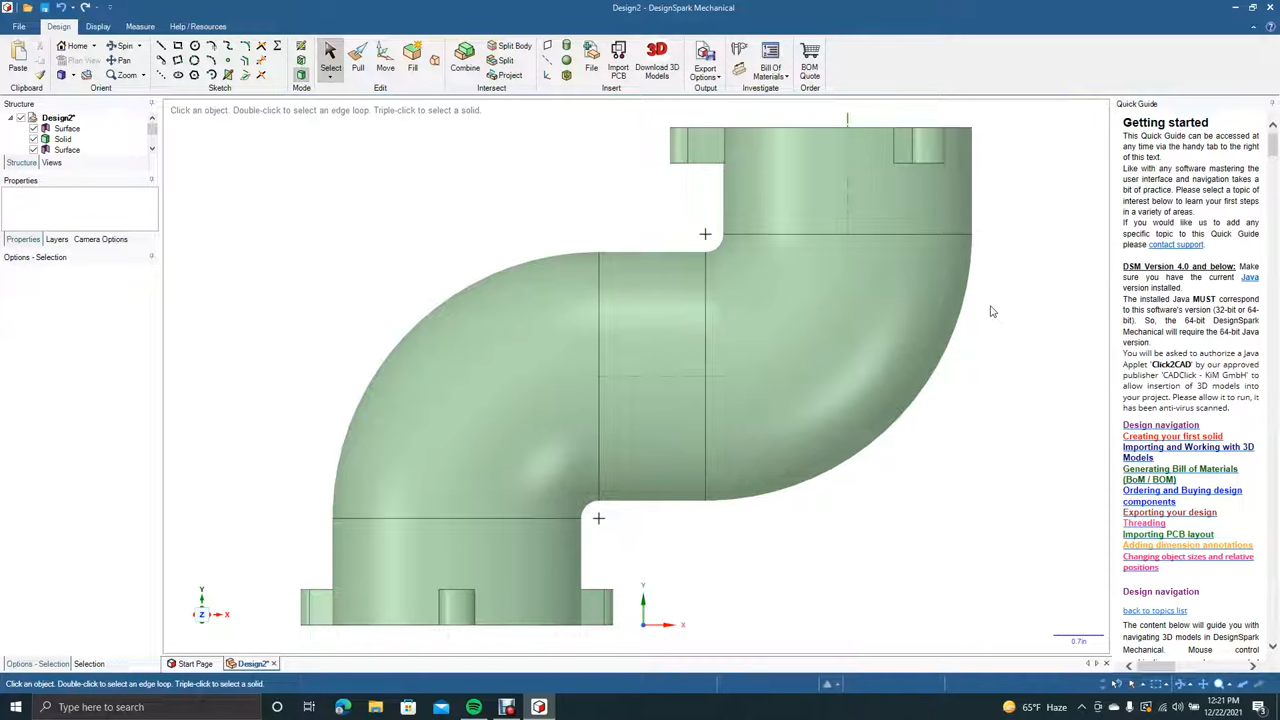 Design2 - DesignSpark Mechanical
File Design Display Measure Help / Resources
Home Spin
Plan View Pan
Zoom
Paste
Select Pull Move Fill
Combine
Split Body
Split
Project
File Import PCB Download 3D Models
Export Options Bill of Materials BOM Quote
Clipboard Orient Sketch Mode Edit Intersect Insert Investigate Order
Structure
Design2*
Surface
Solid
Surface
Structure Views
Properties
Properties Layers Camera Options
Options - Selection
Click an object. Double-click to select an edge loop. Triple-click to select a solid.
Y
Z X
Y
X
0.7in
Quick Guide
Getting started
This Quick Guide can be accessed at
any time via the handy tab to the right
of this text.
Like with any software mastering the
user interface and navigation takes a
bit of practice. Please select a topic of
interest below to learn your first steps
in a variety of areas.
If you would like us to add any
specific topic to this Quick Guide
please contact support.
DSM Version 4.0 and below: Make
sure you have the current Java
version installed.
The installed Java MUST correspond
to this software's version (32-bit or 64-
bit). So, the 64-bit DesignSpark
Mechanical will require the 64-bit Java
version.
You will be asked to authorize a Java
Applet 'Click2CAD' by our approved
publisher 'CADClick - KiM GmbH' to
allow insertion of 3D models into
your project. Please allow it to run, it
has been anti-virus scanned.
Design navigation
Creating your first solid
Importing and Working with 3D
Models
Generating Bill of Materials
(BoM / BOM)
Ordering and Buying design
components
Exporting your design
Threading
Importing PCB layout
Adding dimension annotations
Changing object sizes and relative
positions
Design navigation
back to topics list
The content below will guide you with
navigating 3D models in DesignSpark
Mechanical. Mouse control
Options - Selection Selection
Start Page Design2*
Click an object. Double-click to select an edge loop. Triple-click to select a solid.
Type here to search
65°F Haze
12:21 PM
12/22/2021